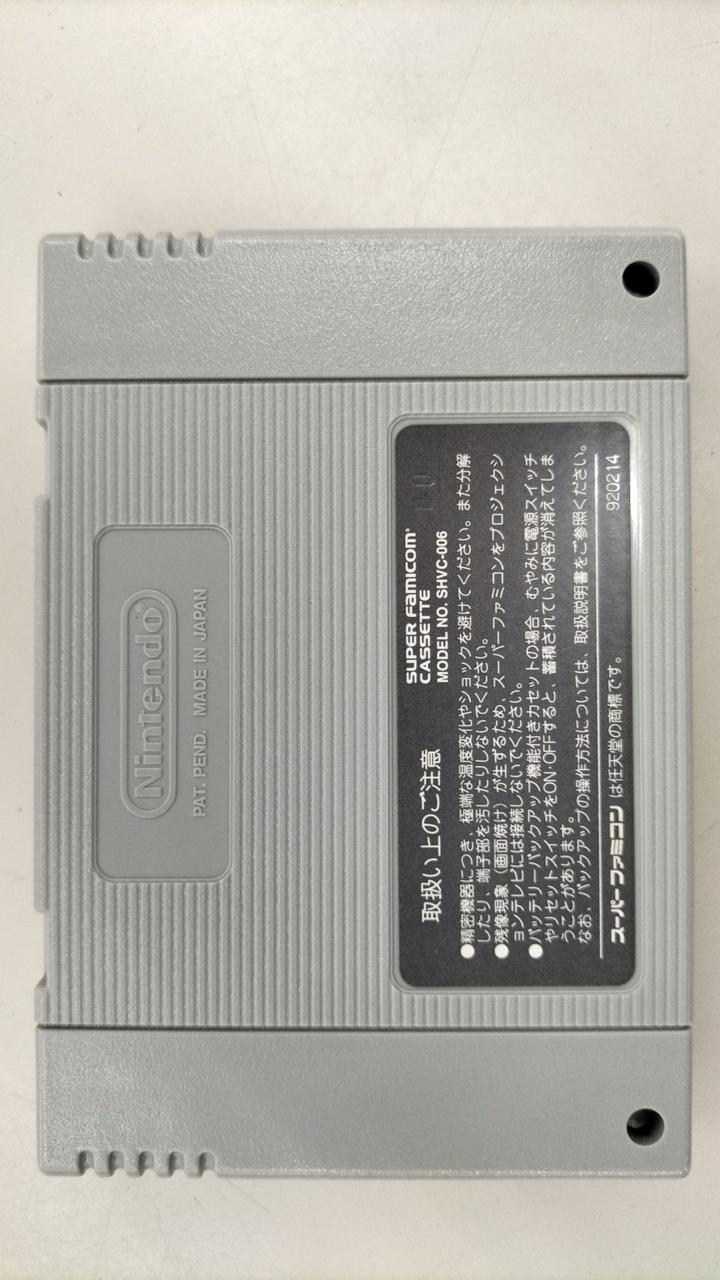 Nintendo®
PAT. PEND. MADE IN JAPAN
SUPER FAMICOM
CASSETTE
MODEL NO. SHVC-006
取扱い上のご注意
●精密機器につき、極端な温度変化やショックを避けてください。また分解
したり、端子部を汚したりしないでください。
●残像現象（画面焼け）が生ずるため、スーパーファミコンをプロジェクシ
ョンテレビには接続しないでください。
●バッテリーバックアップ機能付きカセットの場合、むやみに電源スイッチ
やリセットスイッチをON・OFFすると、蓄積されている内容が消えてしま
うことがあります。
なお、バックアップの操作方法については、取扱説明書をご参照ください。
スーパーファミコン は任天堂の商標です。
920214